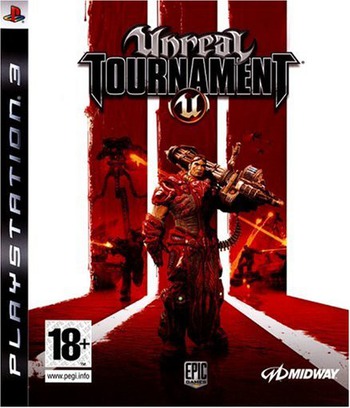 PLAYSTATION 3
Unreal
TOURNAMENT
18+
www.pegi.info
EPIC
GAMES
MIDWAY